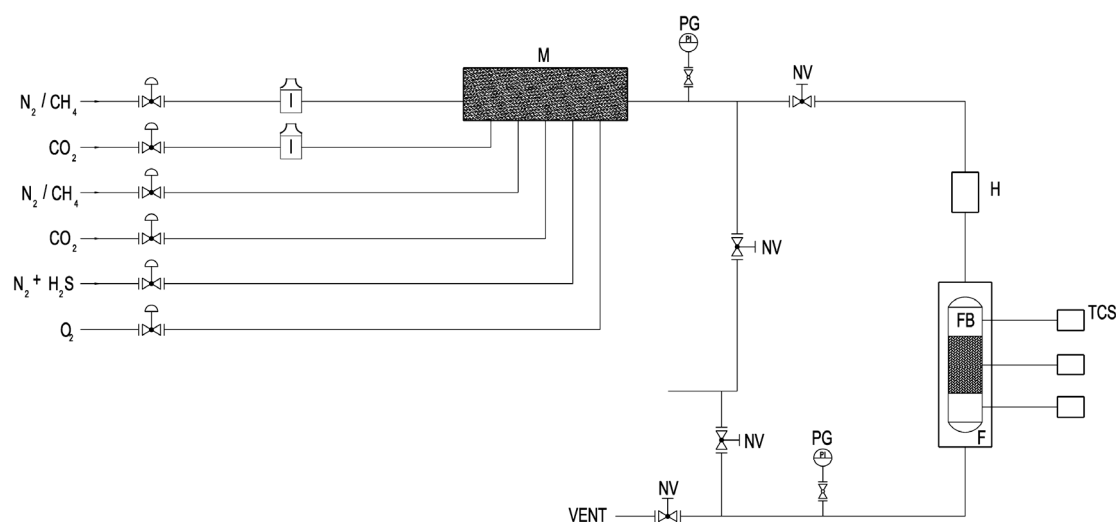 PG
PI
M
NV
N2 / CH4
I
CO2
I
N2 / CH4
H
CO2
NV
N2 + H2S
TCS
FB
O2
F
NV
PG
PI
NV
VENT